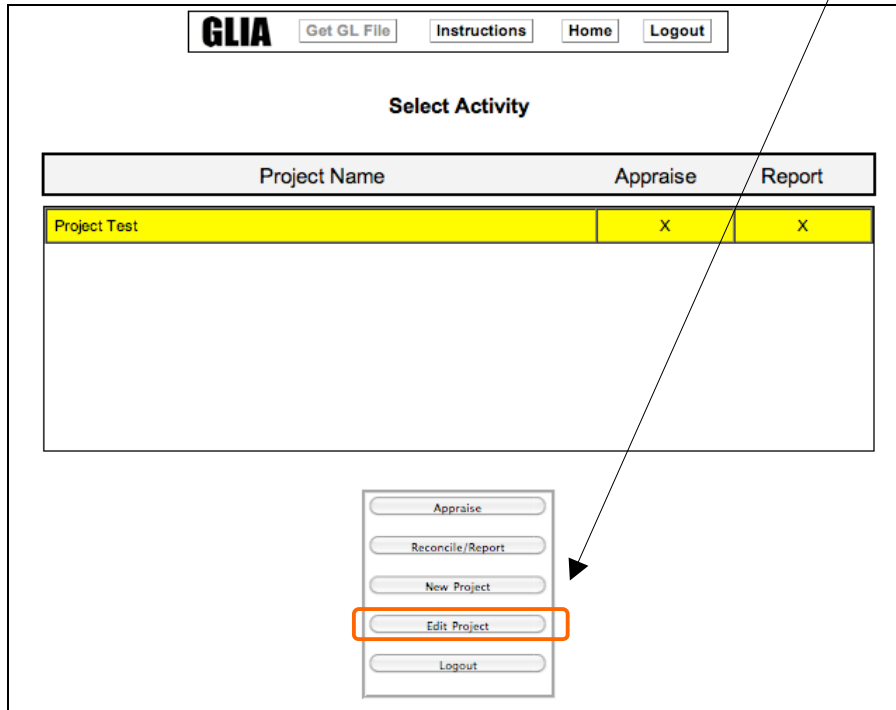 GLIA Get GL File Instructions Home Logout
Select Activity
Project Name Appraise Report
Project Test X X
Appraise
Reconcile/Report
New Project
Edit Project
Logout